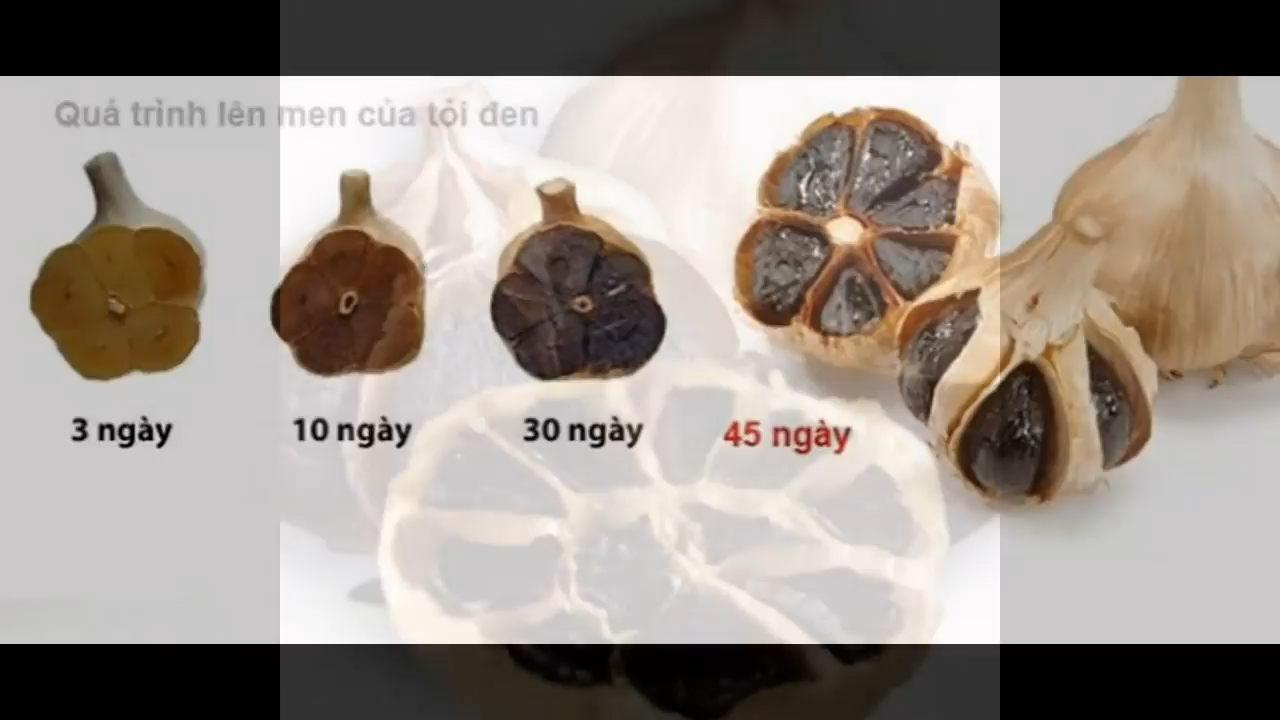 Quá trình lên men của tỏi đen
3 ngày
10 ngày
30 ngày
45 ngày